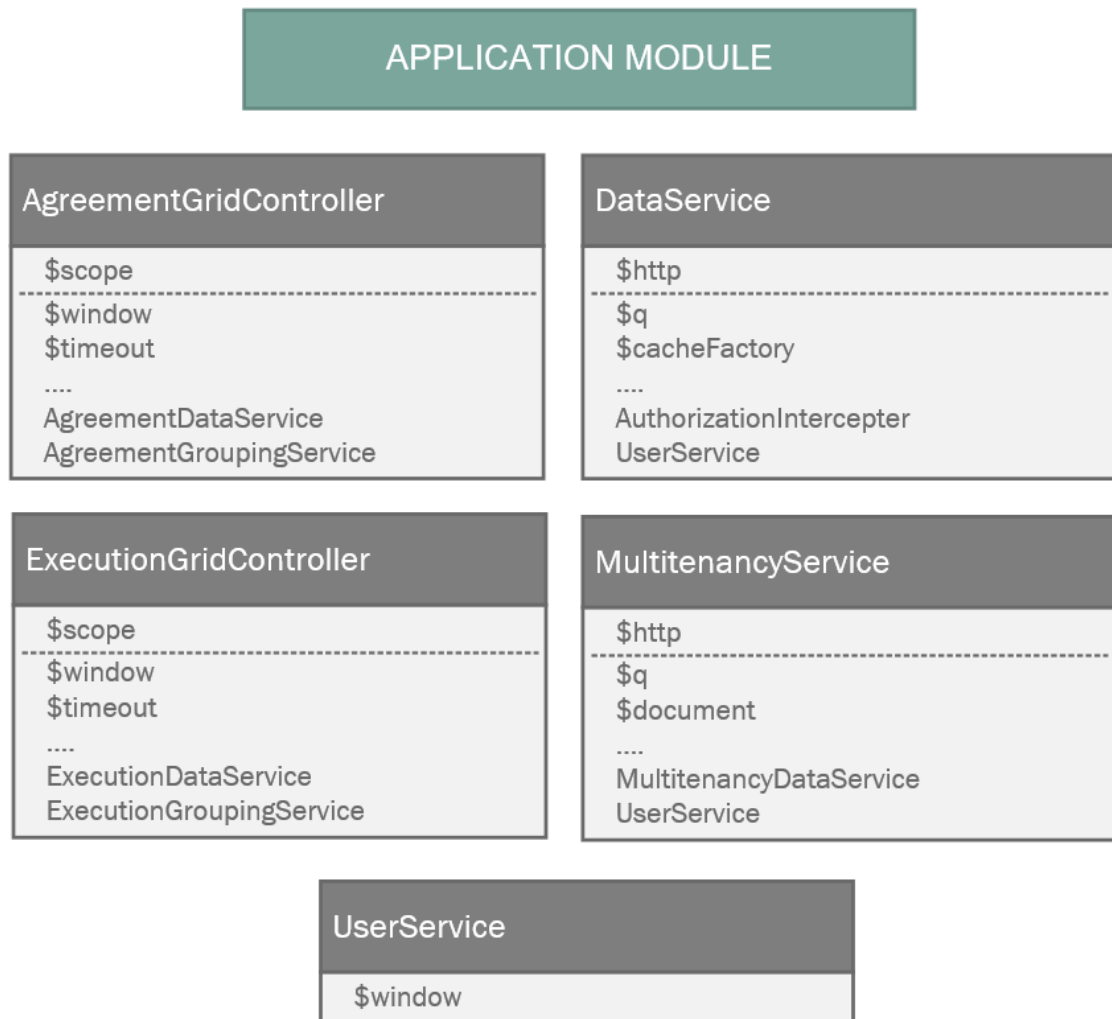 APPLICATION MODULE
AgreementGridController
$scope
$window
$timeout
....
AgreementDataService
AgreementGroupingService
DataService
$http
$q
$cacheFactory
....
AuthorizationIntercepter
UserService
ExecutionGridController
$scope
$window
$timeout
....
ExecutionDataService
ExecutionGroupingService
MultitenancyService
$http
$q
$document
....
MultitenancyDataService
UserService
UserService
$window